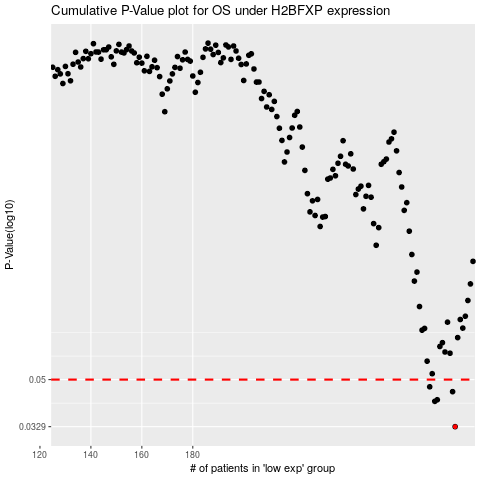 Cumulative P-Value plot for OS under H2BFXP expression
P-Value(log10)
0.05
0.0329
120 140 160 180
# of patients in 'low exp' group